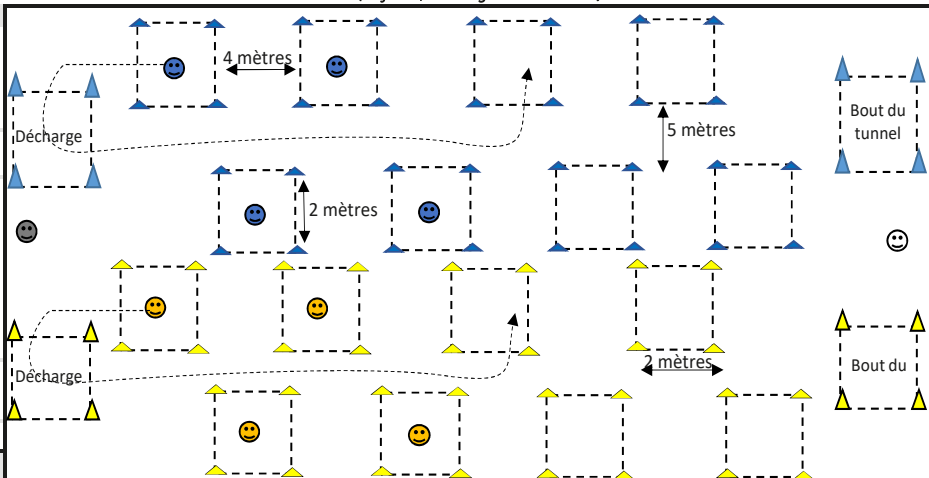 4 mètres
Décharge
5 mètres
Bout du
tunnel
2 mètres
2 mètres
Décharge
Bout du